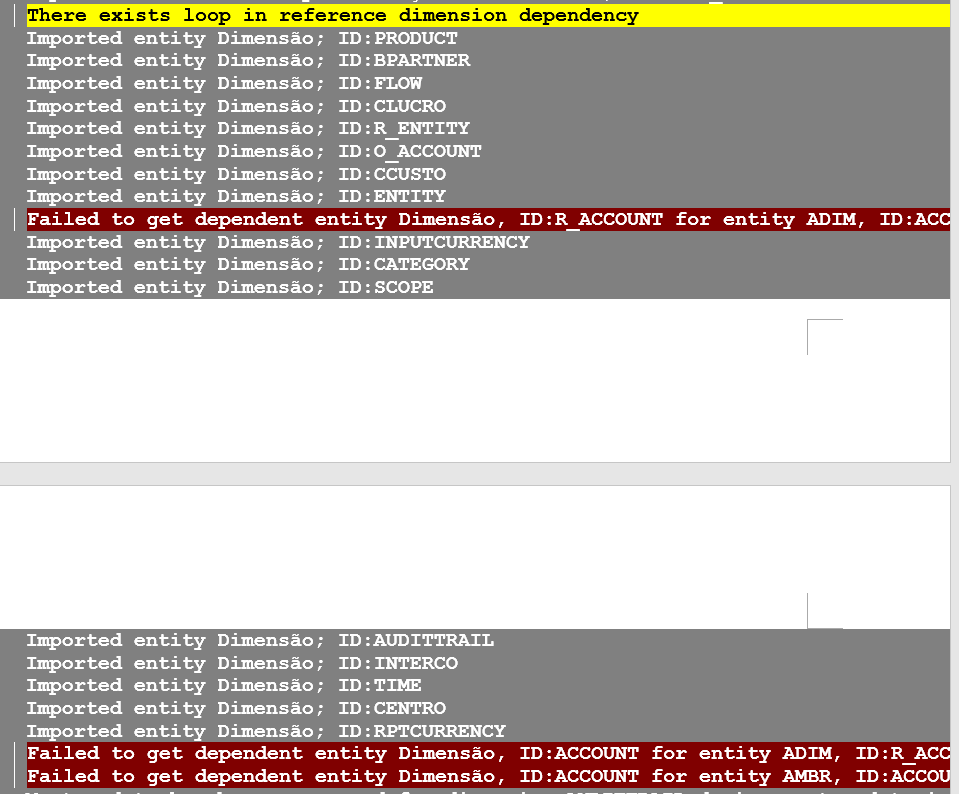 There exists loop in reference dimension dependency
Imported entity Dimensão; ID:PRODUCT
Imported entity Dimensão; ID:BPARTNER
Imported entity Dimensão; ID:FLOW
Imported entity Dimensão; ID:CLUCRO
Imported entity Dimensão; ID:R_ENTITY
Imported entity Dimensão; ID:O_ACCOUNT
Imported entity Dimensão; ID:CCUSTO
Imported entity Dimensão; ID:ENTITY
Failed to get dependent entity Dimensão, ID:R_ACCOUNT for entity ADIM, ID:ACC
Imported entity Dimensão; ID:INPUTCURRENCY
Imported entity Dimensão; ID:CATEGORY
Imported entity Dimensão; ID:SCOPE
Imported entity Dimensão; ID:AUDITTRAIL
Imported entity Dimensão; ID:INTERCO
Imported entity Dimensão; ID:TIME
Imported entity Dimensão; ID:CENTRO
Imported entity Dimensão; ID:RPTCURRENCY
Failed to get dependent entity Dimensão, ID:ACCOUNT for entity ADIM, ID:R_ACC
Failed to get dependent entity Dimensão, ID:ACCOUNT for entity AMBR, ID:ACCOU